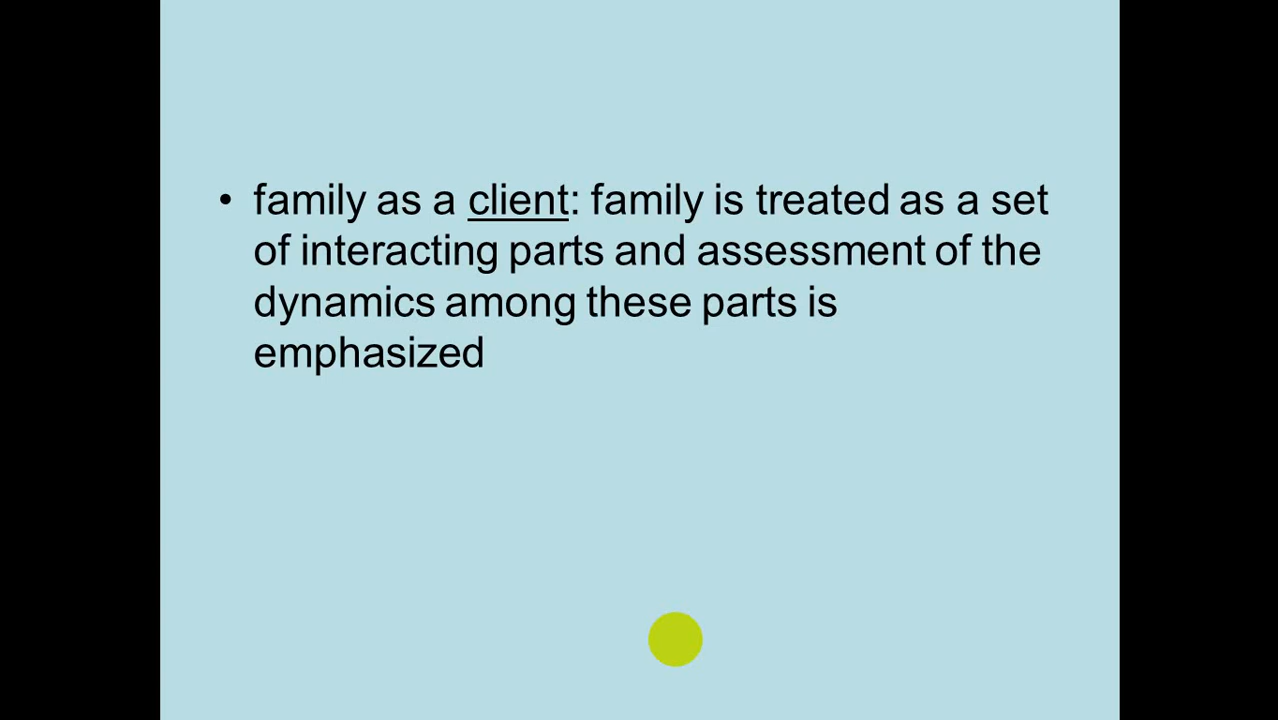 • family as a client: family is treated as a set
of interacting parts and assessment of the
dynamics among these parts is
emphasized